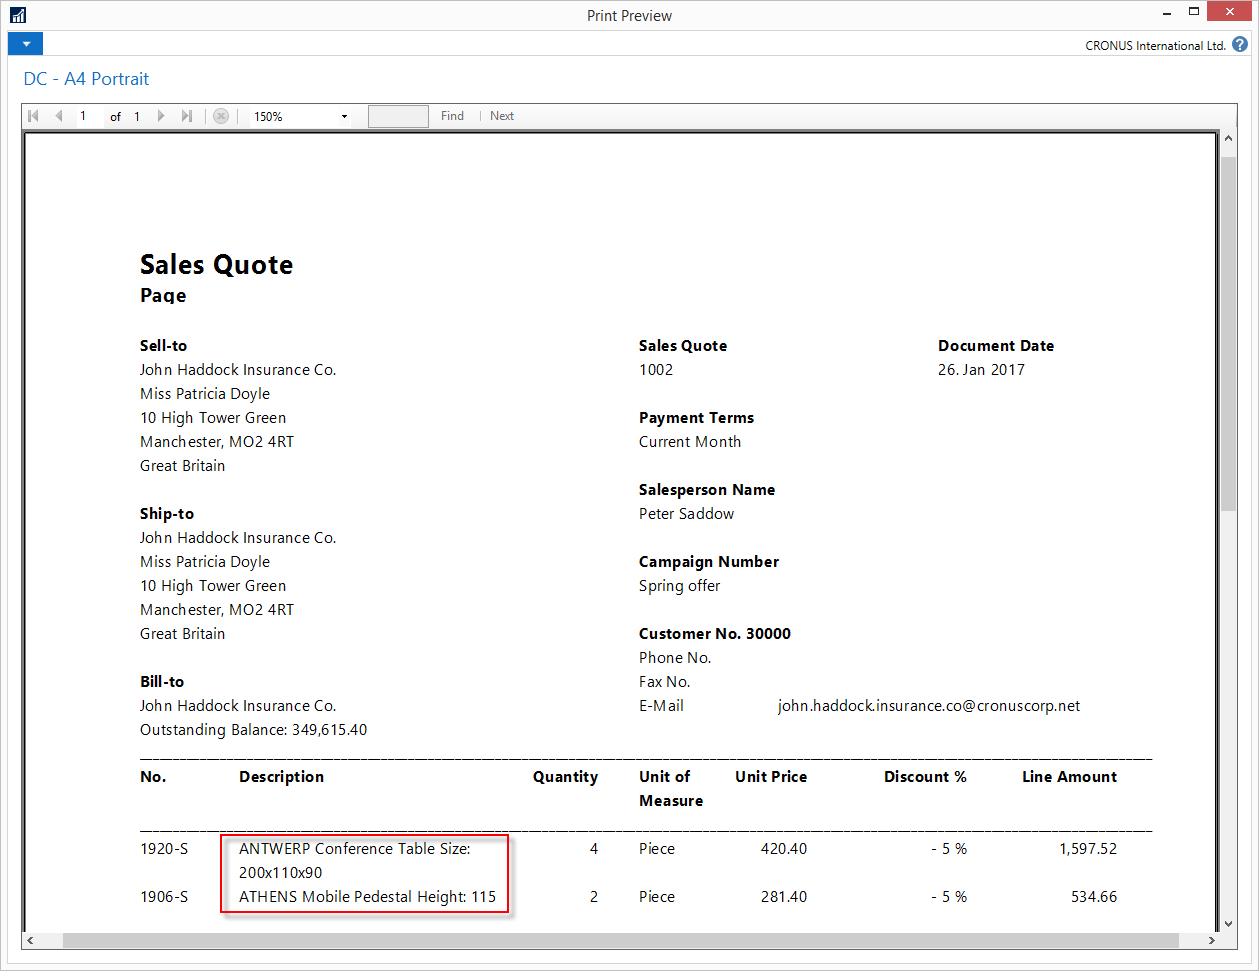 Print Preview
CRONUS International Ltd. ?
DC - A4 Portrait
1 of 1 150% Find Next
Sales Quote
Page
Sell-to
John Haddock Insurance Co.
Miss Patricia Doyle
10 High Tower Green
Manchester, MO2 4RT
Great Britain
Ship-to
John Haddock Insurance Co.
Miss Patricia Doyle
10 High Tower Green
Manchester, MO2 4RT
Great Britain
Bill-to
John Haddock Insurance Co.
Outstanding Balance: 349,615.40
Sales Quote
1002
Payment Terms
Current Month
Salesperson Name
Peter Saddow
Campaign Number
Spring offer
Customer No. 30000
Phone No.
Fax No.
E-Mail john.haddock.insurance.co@cronuscorp.net
Document Date
26. Jan 2017
No. Description Quantity Unit of Unit Price Discount % Line Amount
Measure
1920-S ANTWERP Conference Table Size: 4 Piece 420.40 - 5 % 1,597.52
200x110x90
1906-S ATHENS Mobile Pedestal Height: 115 2 Piece 281.40 - 5 % 534.66